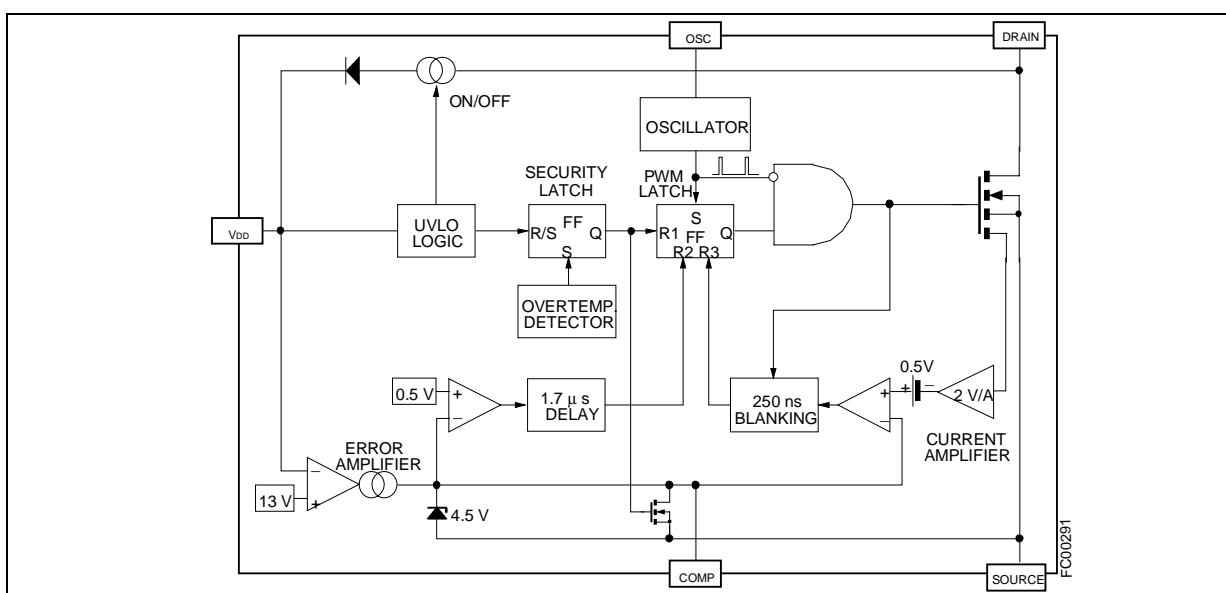 OSC
DRAIN
ON/OFF
OSCILLATOR
SECURITY
LATCH
PWM
LATCH
VDD
UVLO
LOGIC
R/S FF Q
S
S
R1 FF Q
R2 R3
OVERTEMP.
DETECTOR
0.5 V
+
−
1.7 μ s
DELAY
250 ns
BLANKING
0.5V
+ −
+
−
2 V/A
CURRENT
AMPLIFIER
ERROR
AMPLIFIER
−
+
13 V
4.5 V
COMP
SOURCE
FC00291